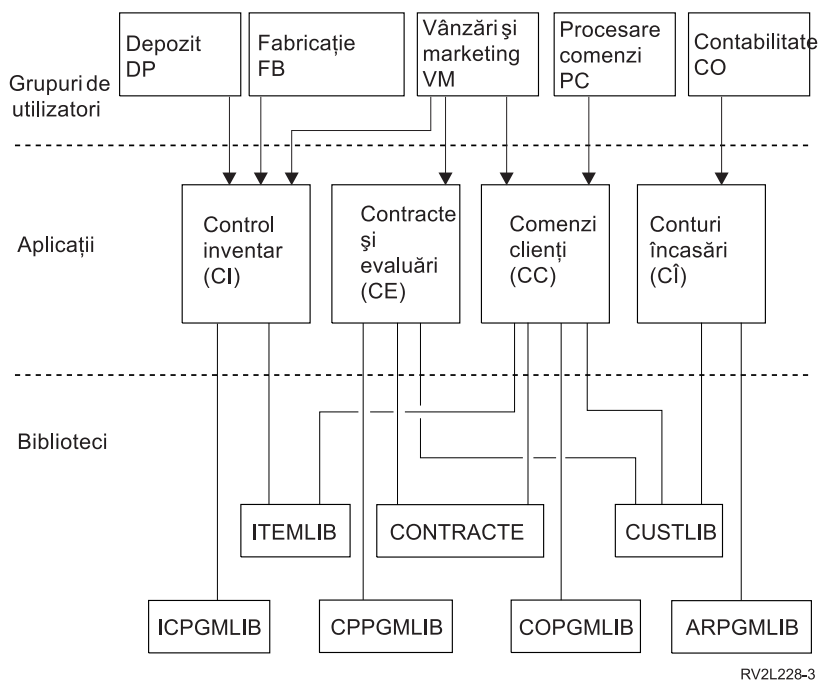 Depozit
DP
Fabricație
FB
Vânzări și
marketing
VM
Procesare
comenzi
PC
Contabilitate
CO
Grupuri de
utilizatori
Aplicații
Control
inventar
(CI)
Contracte
și
evaluări
(CE)
Comenzi
clienți
(CC)
Conturi
încasări
(CÎ)
Biblioteci
ITEMLIB
CONTRACTE
CUSTLIB
ICPGMLIB
CPPGMLIB
COPGMLIB
ARPGMLIB
RV2L228-3